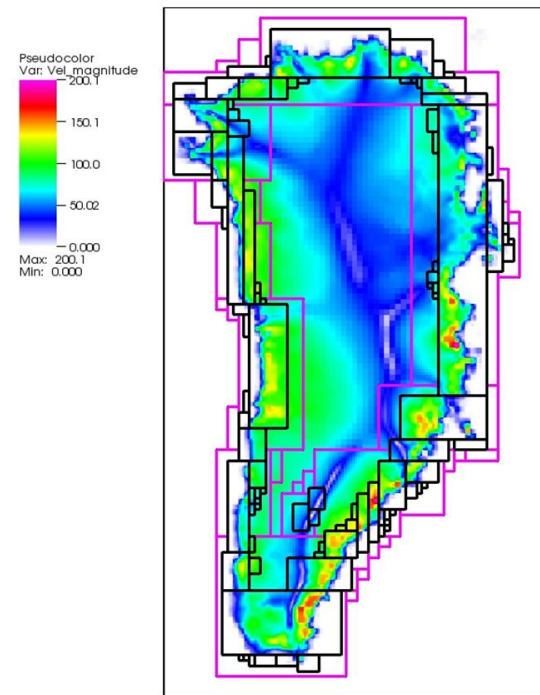 Pseudocolor
Var: Vel_magnitude
200.1
150.1
100.0
50.02
0.000
Max: 200.1
Min: 0.000